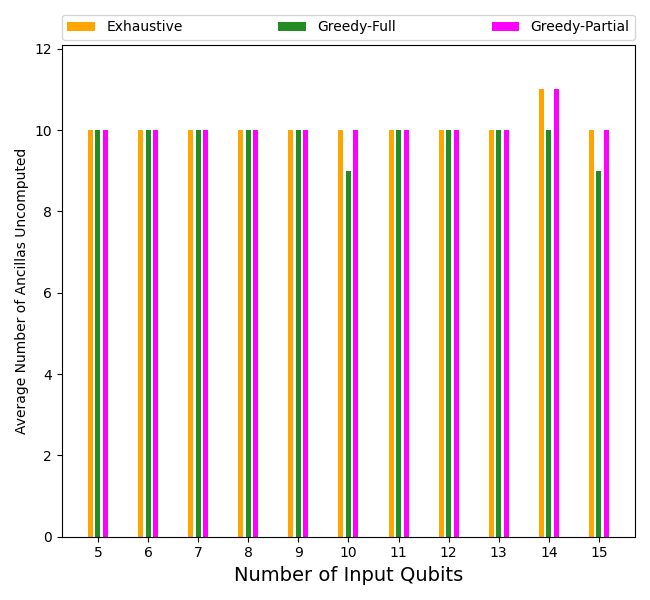 Exhaustive Greedy-Full Greedy-Partial
Average Number of Ancillas Uncomputed
12
10
8
6
4
2
0
5 6 7 8 9 10 11 12 13 14 15
Number of Input Qubits